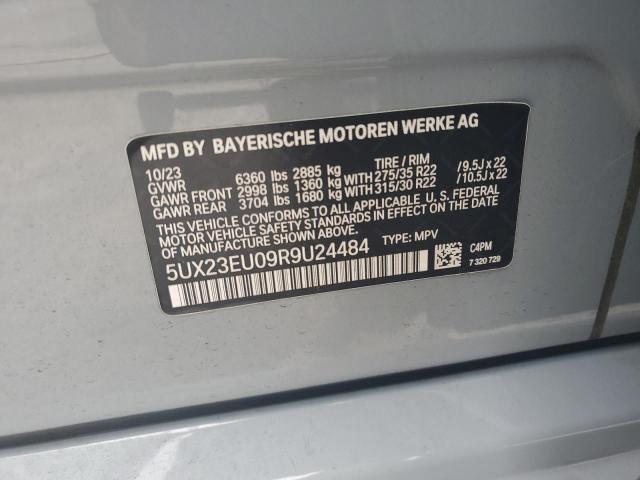 MFD BY BAYERISCHE MOTOREN WERKE AG
10/23 TIRE / RIM
GVWR 6360 lbs 2885 kg
GAWR FRONT 2998 lbs 1360 kg WITH 275/35 R22 /9.5J x 22
GAWR REAR 3704 lbs 1680 kg WITH 315/30 R22 /10.5J x 22
THIS VEHICLE CONFORMS TO ALL APPLICABLE U. S. FEDERAL
MOTOR VEHICLE SAFETY STANDARDS IN EFFECT ON THE
DATE OF MANUFACTURE SHOWN ABOVE.
5UX23EU09R9U24484 TYPE: MPV
C4PM
7 320 729